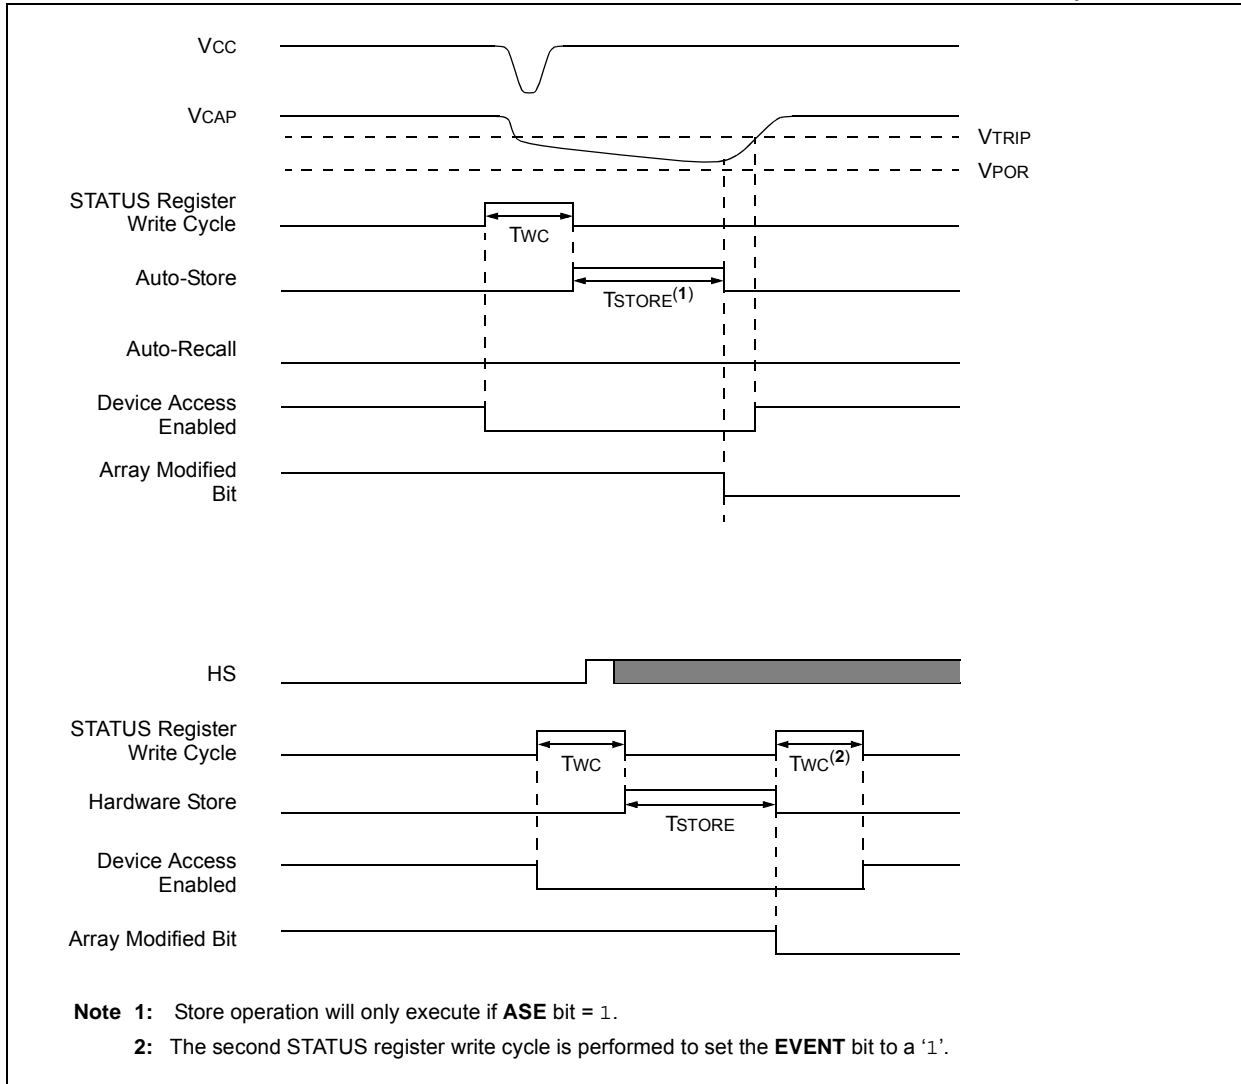 VCC
VCAP
VTRIP
VPOR
STATUS Register
Write Cycle
TWC
Auto-Store
TSTORE(1)
Auto-Recall
Device Access
Enabled
Array Modified
Bit
HS
STATUS Register
Write Cycle
TWC
TWC(2)
Hardware Store
TSTORE
Device Access
Enabled
Array Modified Bit
Note 1: Store operation will only execute if ASE bit = 1.
2: The second STATUS register write cycle is performed to set the EVENT bit to a ‘1’.